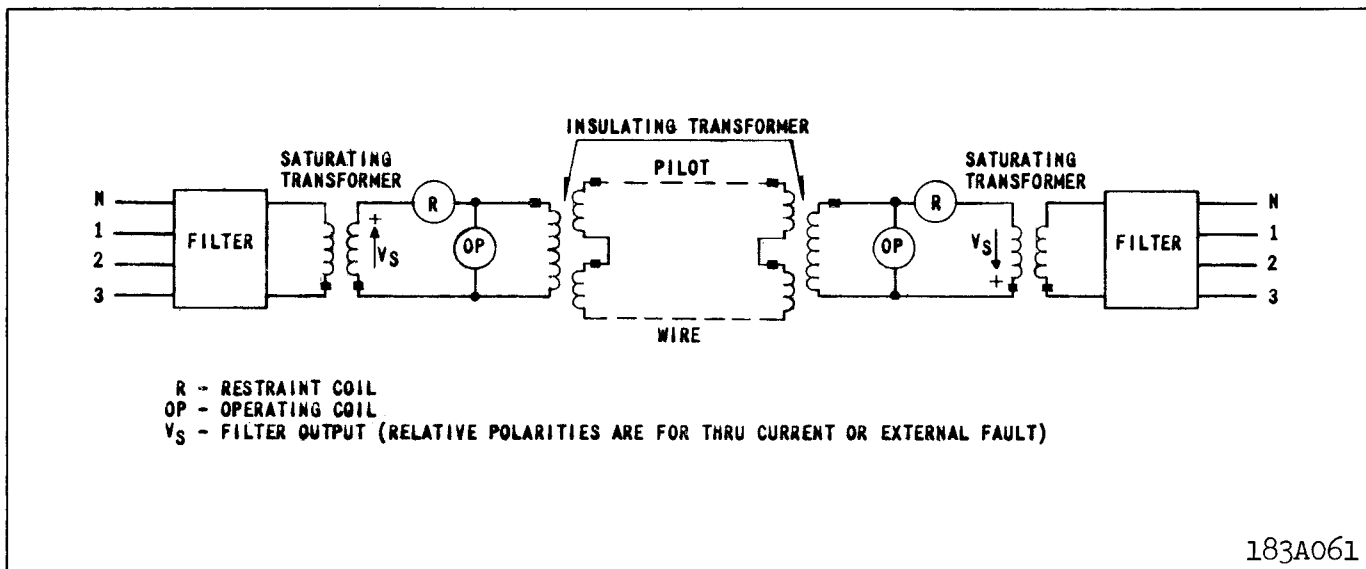 INSULATING TRANSFORMER
SATURATING
TRANSFORMER
PILOT
SATURATING
TRANSFORMER
N
1
2
3
FILTER
+
VS
R
OP
OP
R
VS
+
FILTER
N
1
2
3
WIRE
R - RESTRAINT COIL
OP - OPERATING COIL
VS - FILTER OUTPUT (RELATIVE POLARITIES ARE FOR THRU CURRENT OR EXTERNAL FAULT)
183A061